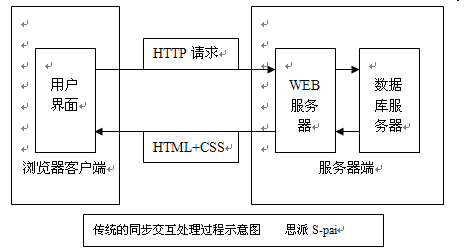 HTTP 请求
用户
界面
WEB
服务
器
数据
库服
务器
HTML+CSS
浏览器客户端
服务器端
传统的同步交互处理过程示意图 思派 S-pai